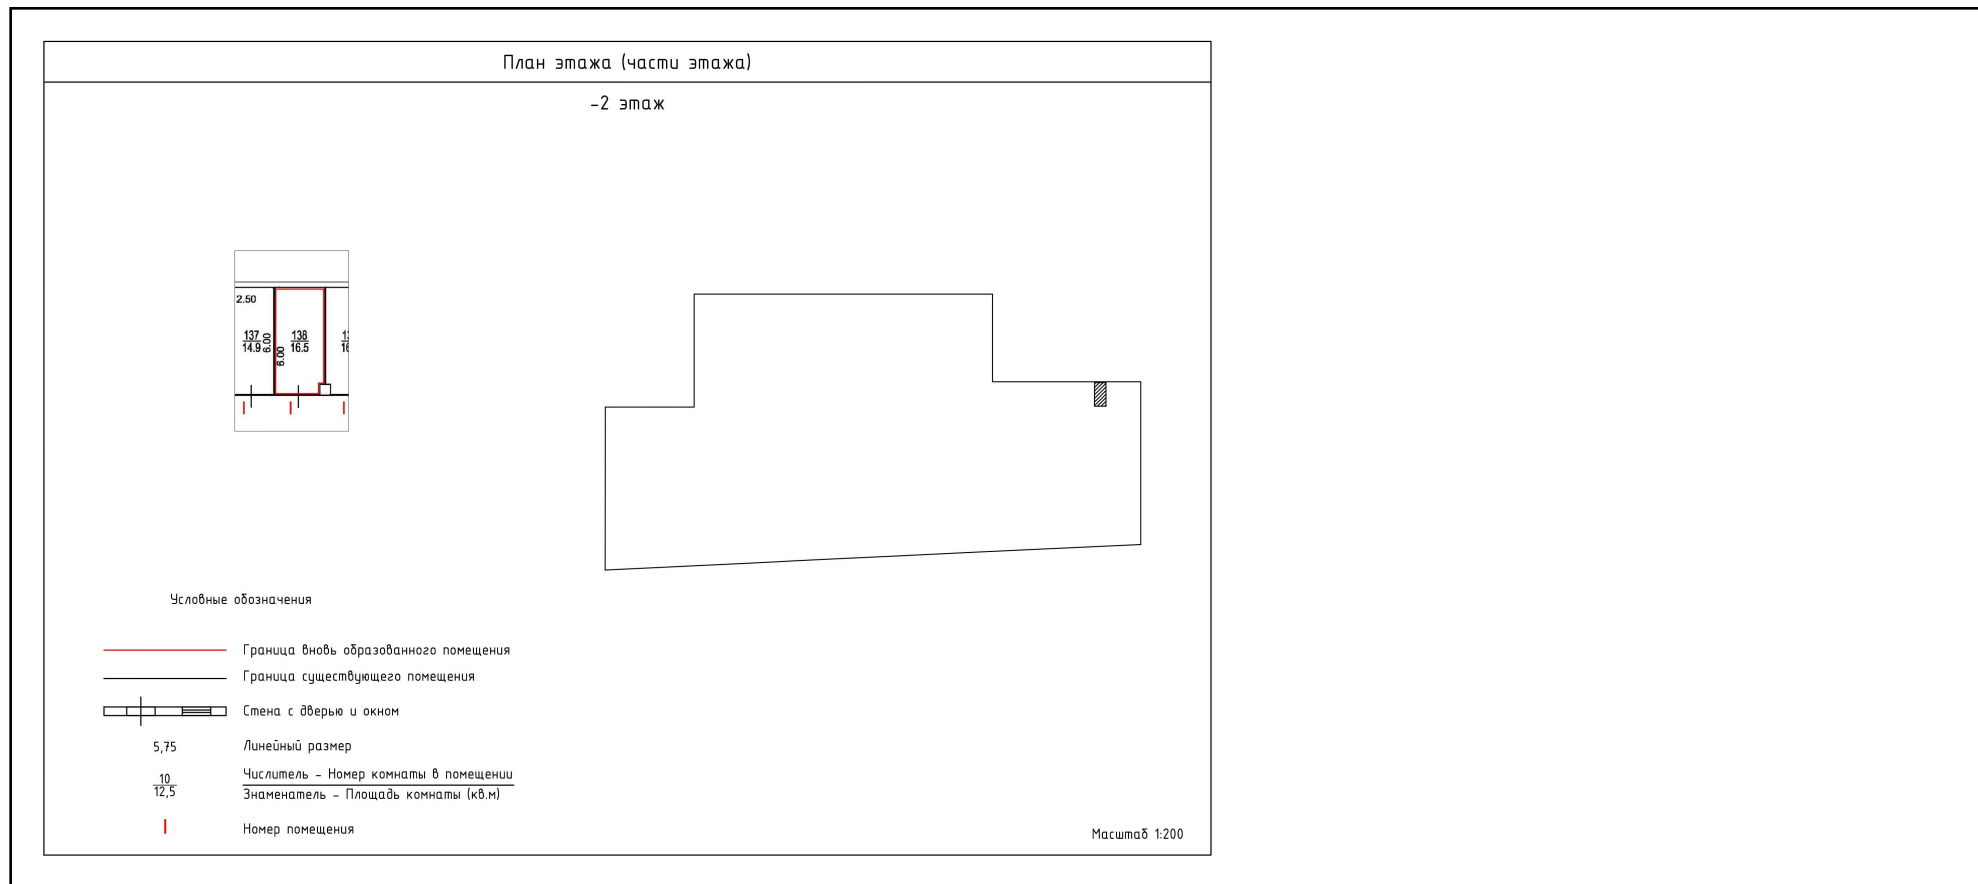 План этажа (части этажа)
-2 этаж
2.50
137
14.9
6.00
6.00
138
16.5
I
I
I
Условные обозначения
Граница вновь образованного помещения
Граница существующего помещения
Стена с дверью и окном
5,75 Линейный размер
10
12,5
Числитель - Номер комнаты в помещении
Знаменатель - Площадь комнаты (кв.м)
I Номер помещения
Масштаб 1:200